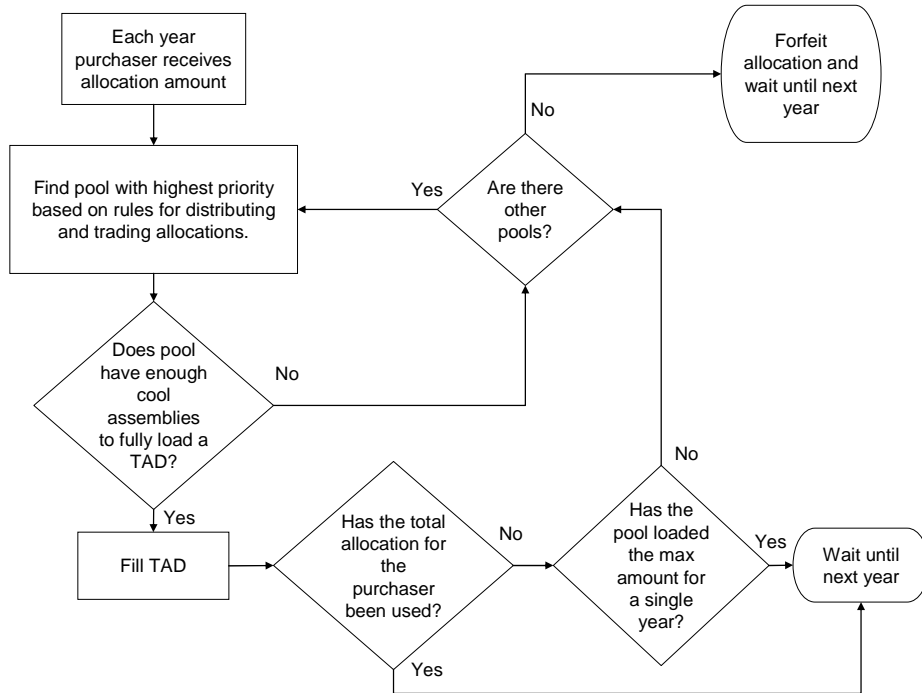 Each year
purchaser receives
allocation amount
Forfeit
allocation and
wait until next
year
No
Find pool with highest priority
based on rules for distributing
and trading allocations.
Yes
Are there
other
pools?
Does pool
have enough
cool
assemblies
to fully load a
TAD?
No
No
Yes
Fill TAD
Has the total
allocation for
the
purchaser
been used?
No
Has the
pool loaded
the max
amount for
a single
year?
Yes
Wait until
next year
Yes